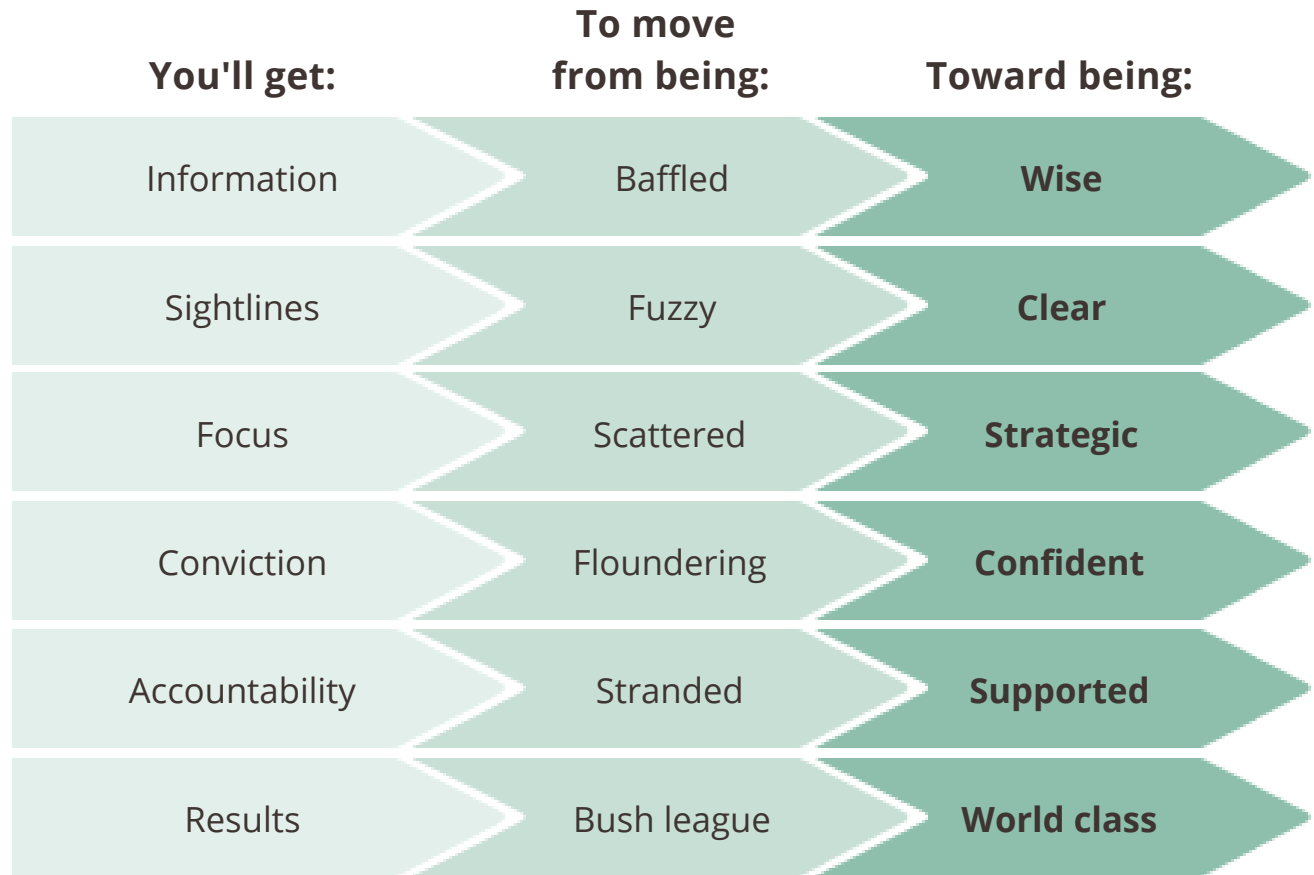 You'll get:
To move
from being:
Toward being:
Information
Baffled
Wise
Sightlines
Fuzzy
Clear
Focus
Scattered
Strategic
Conviction
Floundering
Confident
Accountability
Stranded
Supported
Results
Bush league
World class